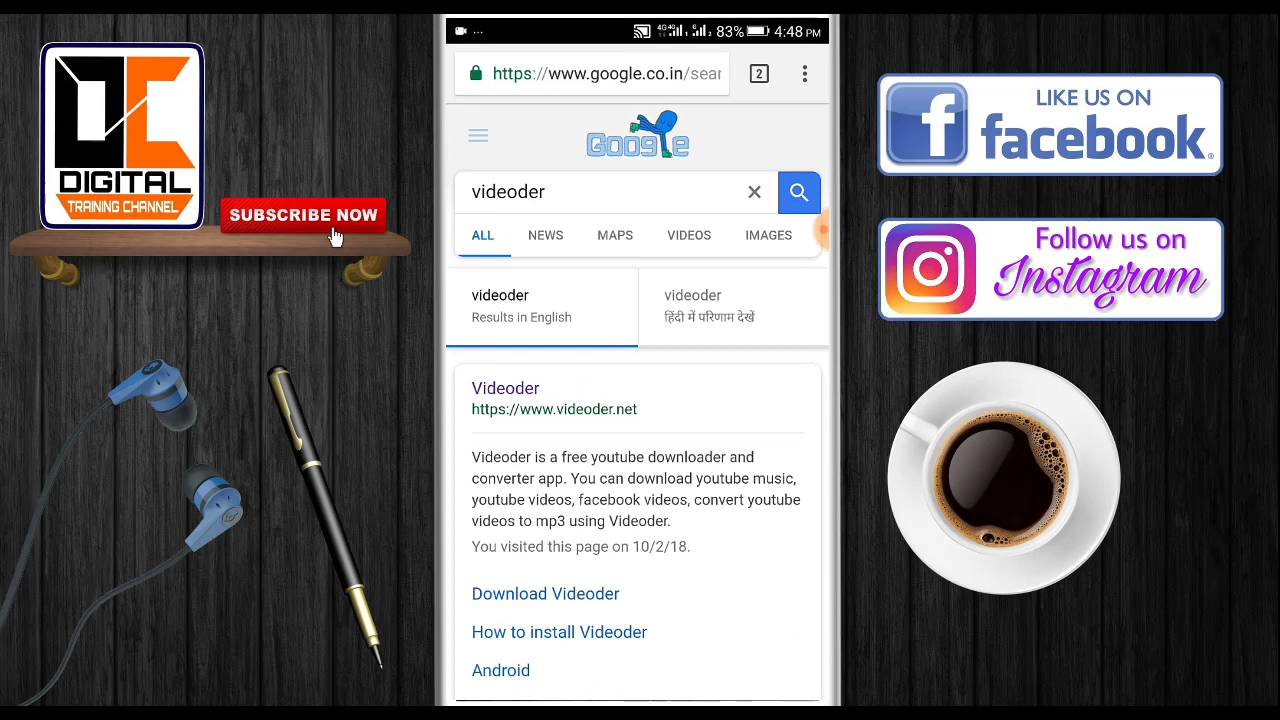 DIGITAL
TRAINING CHANNEL
SUBSCRIBE NOW
... 4G 83% 4:48 PM
https://www.google.co.in/sear
2
Google
videoder
ALL NEWS MAPS VIDEOS IMAGES
videoder
Results in English
videoder
हिंदी में परिणाम देखें
Videoder
https://www.videoder.net
Videoder is a free youtube downloader and
converter app. You can download youtube music,
youtube videos, facebook videos, convert youtube
videos to mp3 using Videoder.
You visited this page on 10/2/18.
Download Videoder
How to install Videoder
Android
LIKE US ON
facebook
Follow us on
Instagram